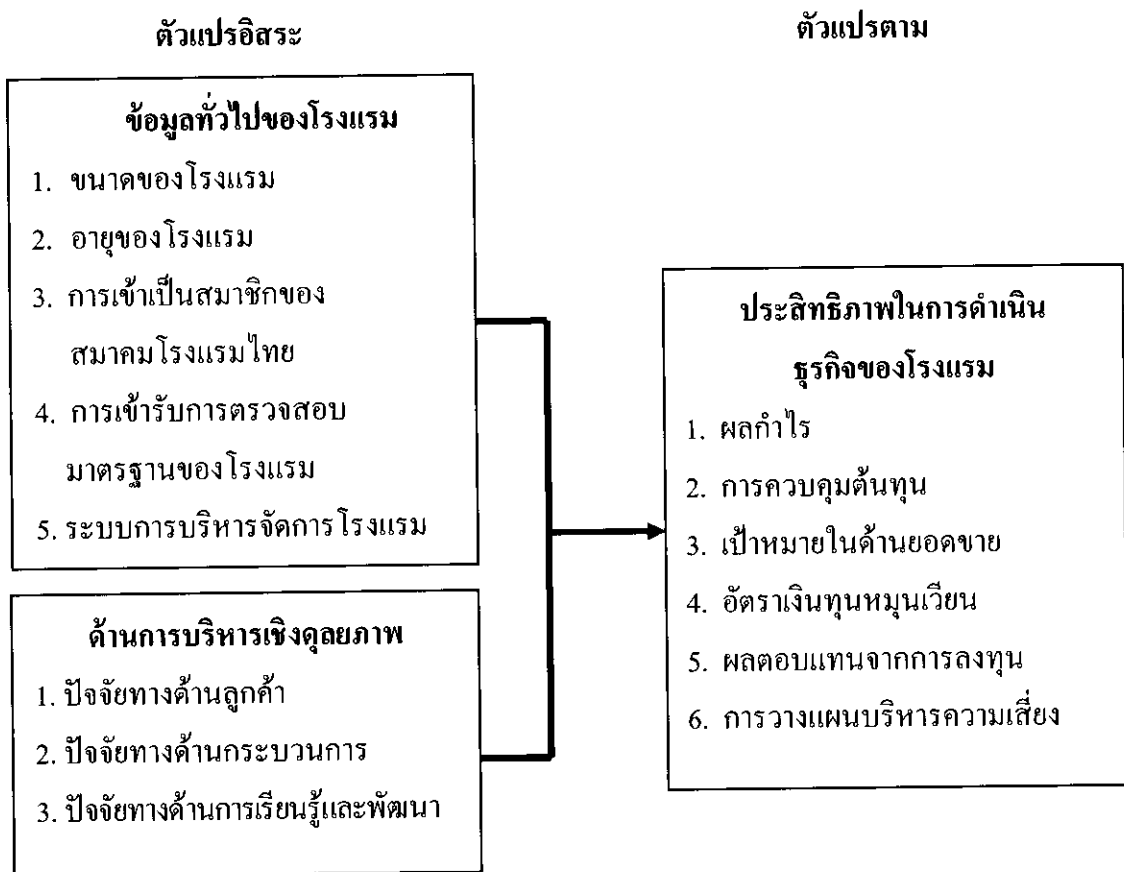 ตัวแปรอิสระ
ตัวแปรตาม
ข้อมูลทั่วไปของโรงแรม
1. ขนาดของโรงแรม
2. อายุของโรงแรม
3. การเข้าเป็นสมาชิกของ
สมาคมโรงแรมไทย
4. การเข้ารับการตรวจสอบ
มาตรฐานของโรงแรม
5. ระบบการบริหารจัดการโรงแรม
ด้านการบริหารเชิงดุลยภาพ
1. ปัจจัยทางด้านลูกค้า
2. ปัจจัยทางด้านกระบวนการ
3. ปัจจัยทางด้านการเรียนรู้และพัฒนา
ประสิทธิภาพในการดำเนิน
ธุรกิจของโรงแรม
1. ผลกำไร
2. การควบคุมต้นทุน
3. เป้าหมายในด้านยอดขาย
4. อัตราเงินทุนหมุนเวียน
5. ผลตอบแทนจากการลงทุน
6. การวางแผนบริหารความเสี่ยง